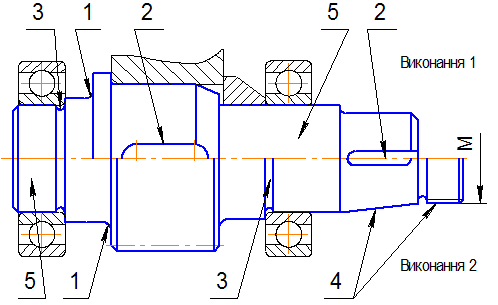 3 1 2 5 2
Виконання 1
M
5 1 3 4
Виконання 2